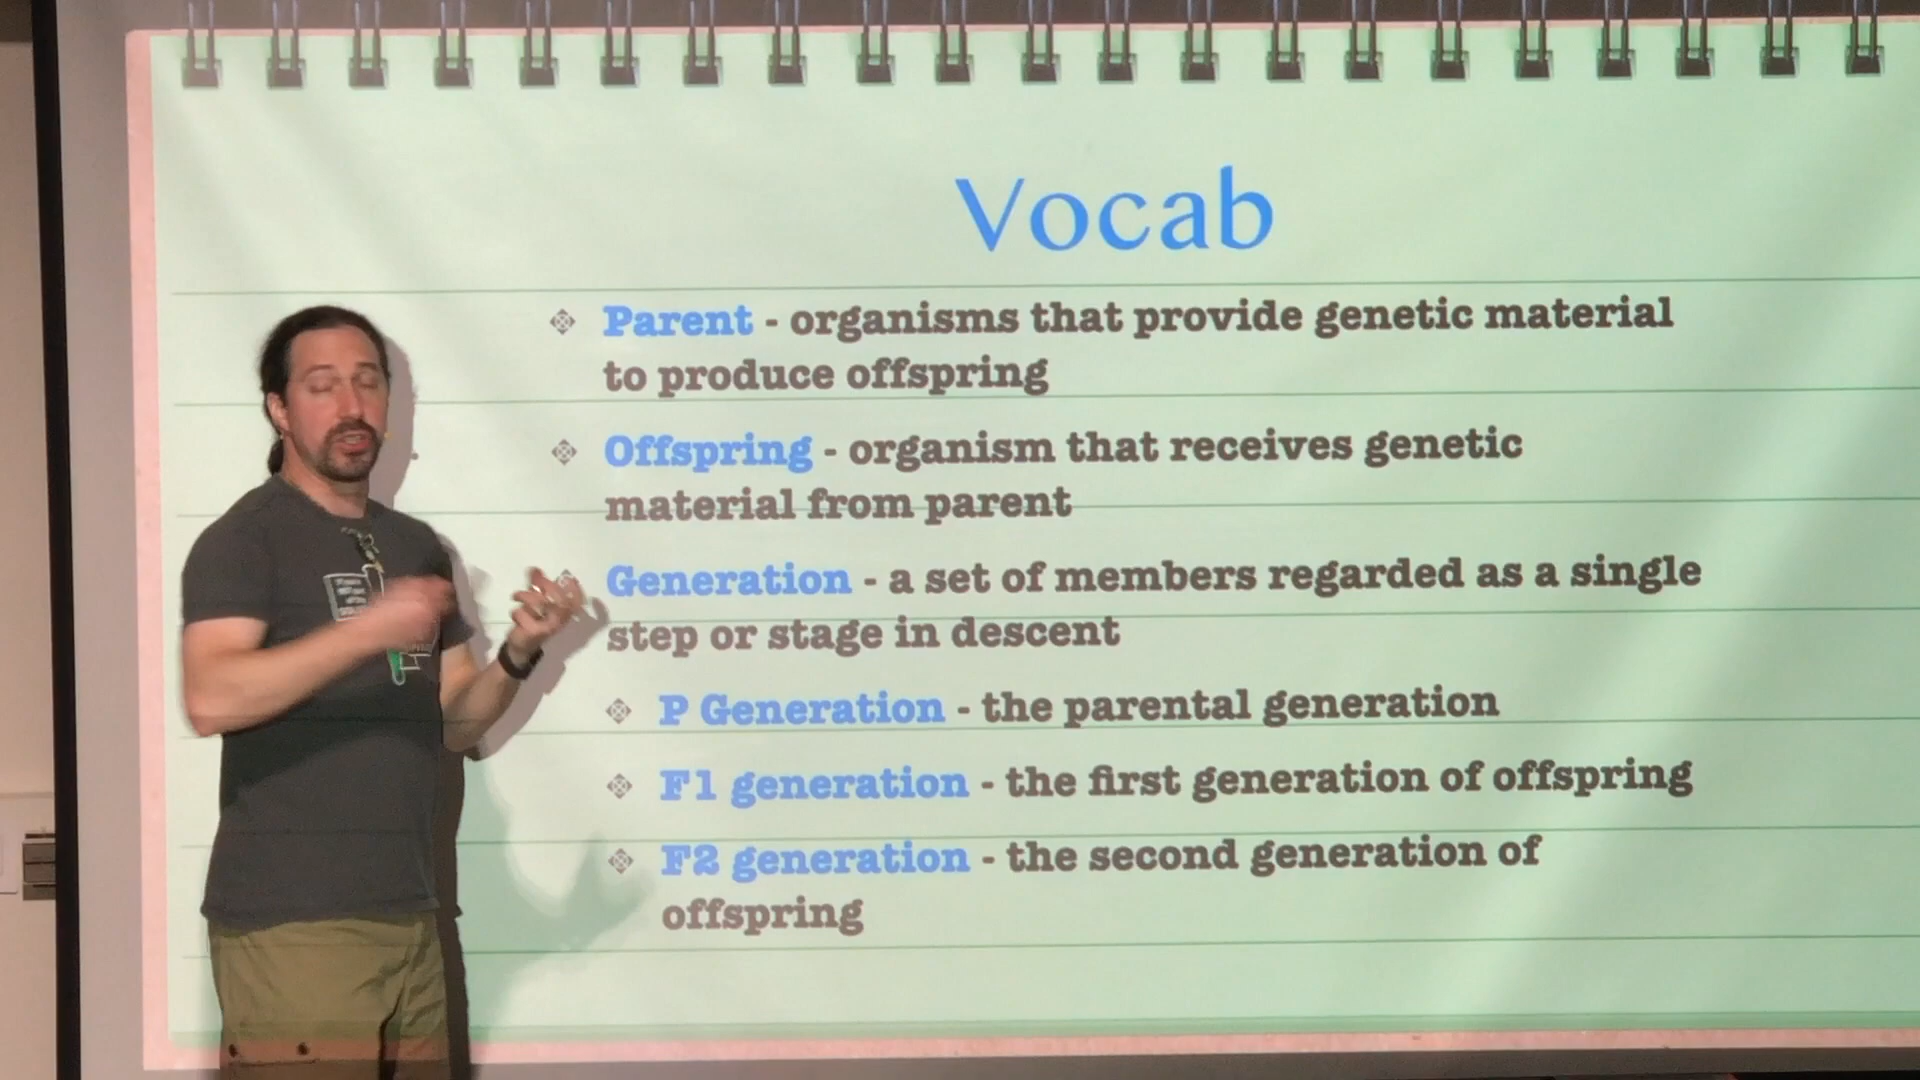 Vocab
Parent - organisms that provide genetic material
to produce offspring
Offspring - organism that receives genetic
material from parent
Generation - a set of members regarded as a single
step or stage in descent
P Generation - the parental generation
F1 generation - the first generation of offspring
F2 generation - the second generation of
offspring